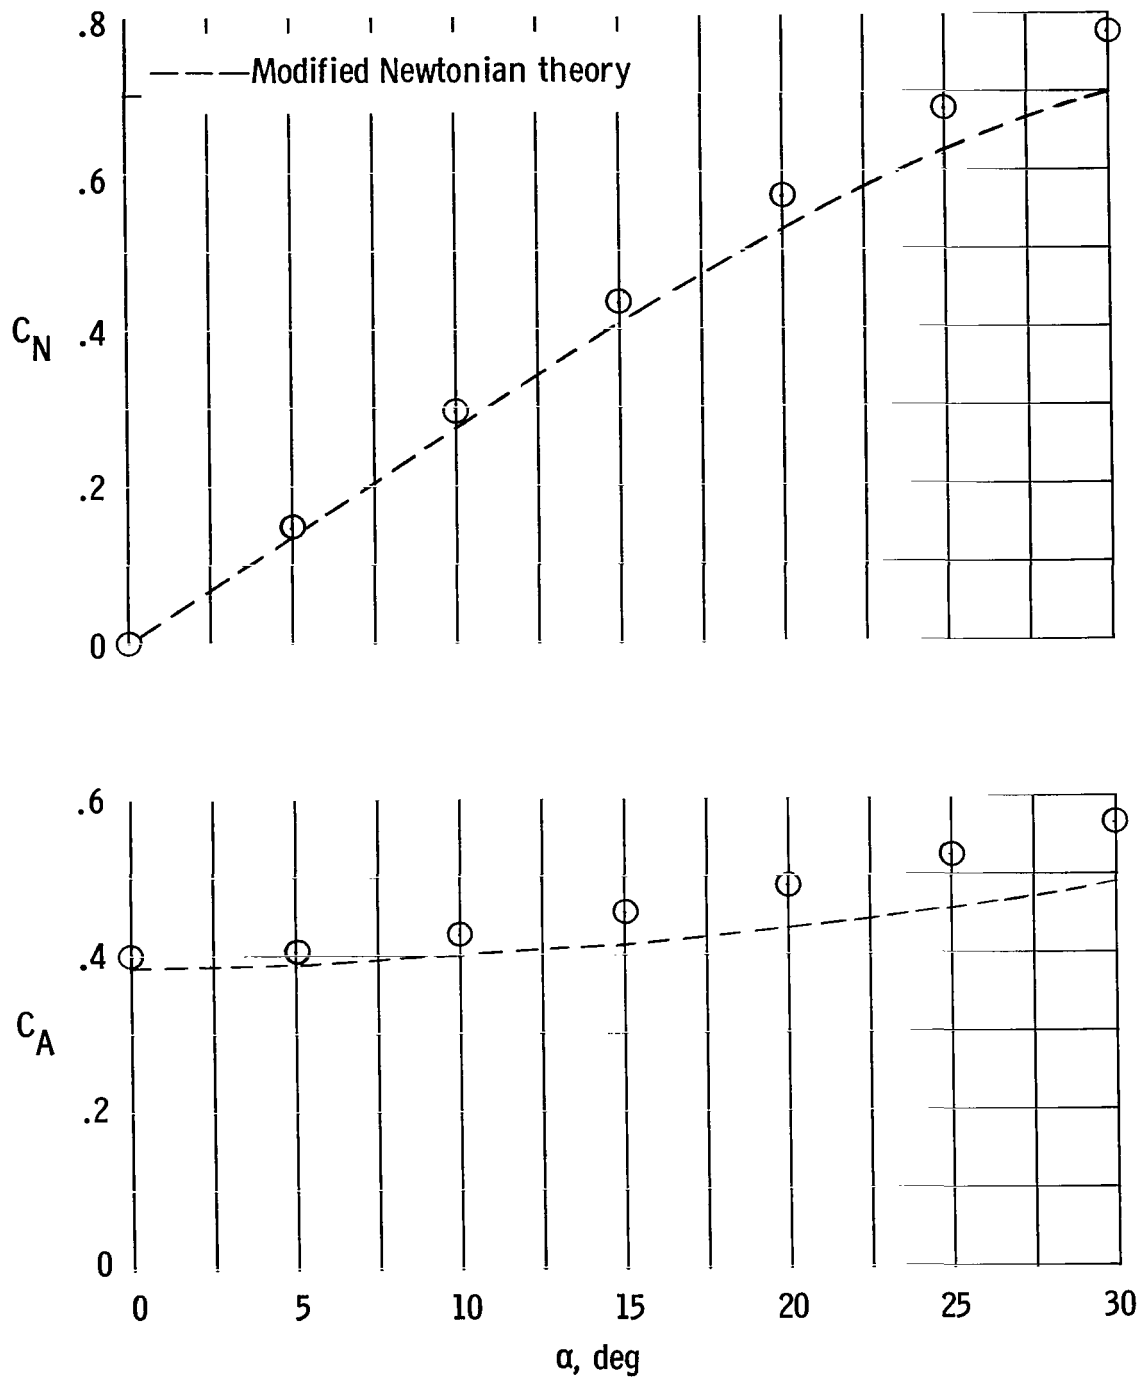 .8
Modified Newtonian theory
.6
C_N
.4
.2
0
.6
.4
C_A
.2
0
0 5 10 15 20 25 30
α, deg